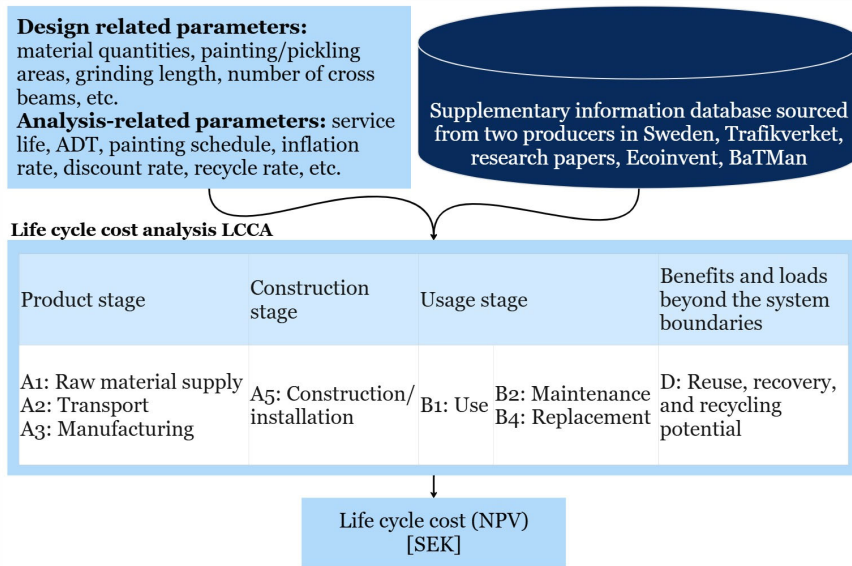 Design related parameters:
material quantities, painting/pickling
areas, grinding length, number of cross
beams, etc.
Analysis-related parameters: service
life, ADT, painting schedule, inflation
rate, discount rate, recycle rate, etc.
Supplementary information database sourced
from two producers in Sweden, Trafikverket,
research papers, Ecoinvent, BaTMan
Life cycle cost analysis LCCA
Product stage
Construction
stage
Usage stage
Benefits and loads
beyond the system
boundaries
A1: Raw material supply
A2: Transport
A3: Manufacturing
A5: Construction/
installation
B1: Use
B2: Maintenance
B4: Replacement
D: Reuse, recovery,
and recycling
potential
Life cycle cost (NPV)
[SEK]